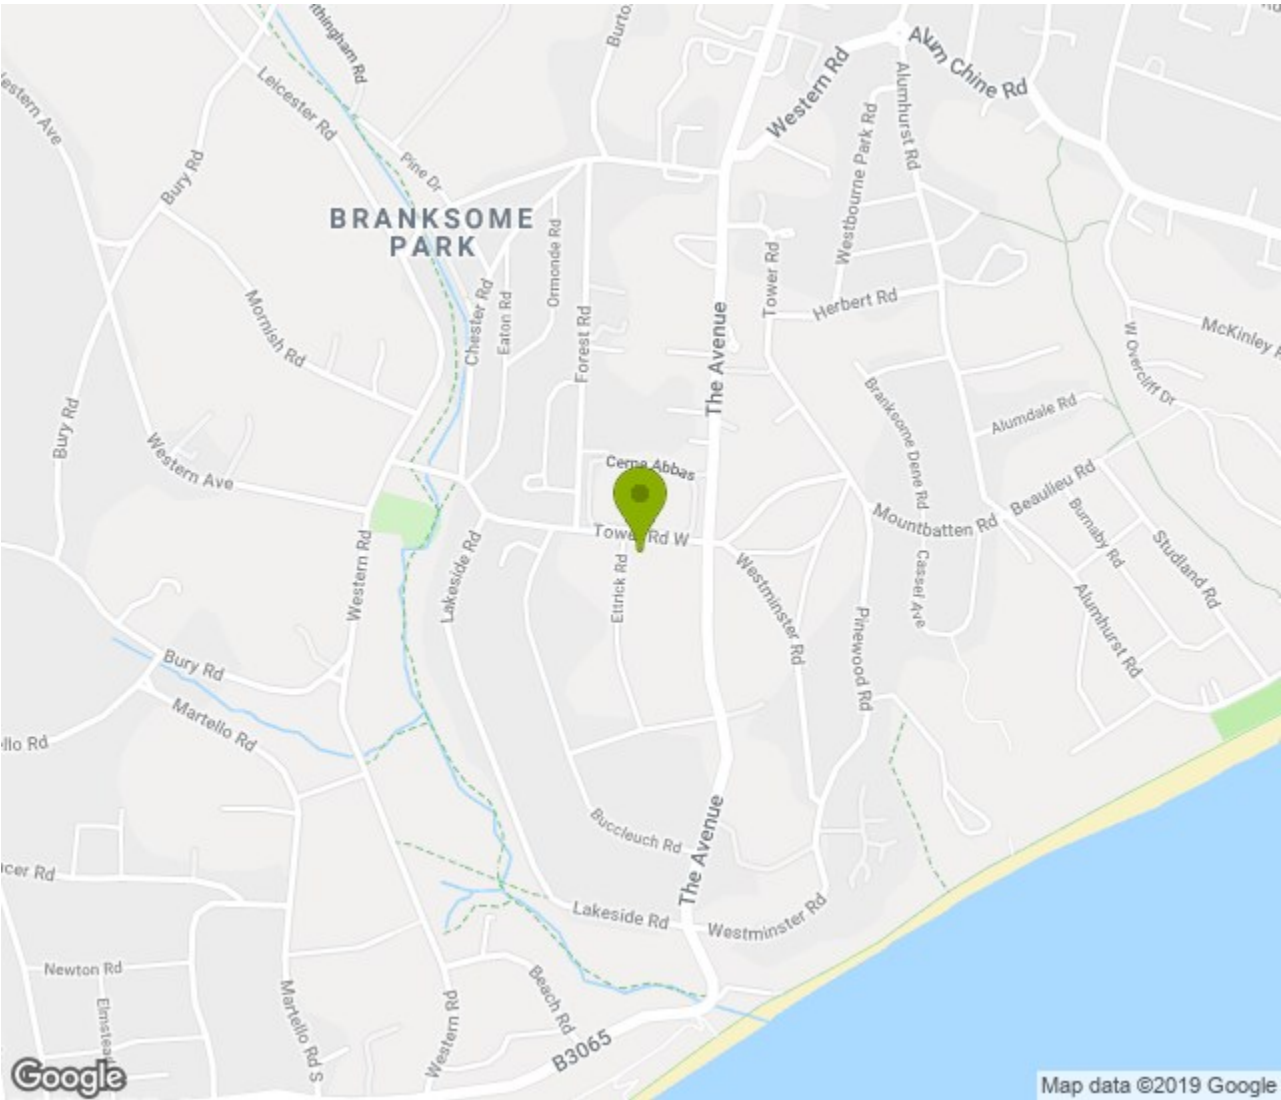 Burto
Alum Chine Rd
Western Rd
Leicester Rd
Alumhurst Rd
Westbourne Park Rd
Bury Rd
Pine Dr
BRANKSOME
PARK
Ormonde Rd
Tower Rd
Chester Rd
Eaton Rd
Herbert Rd
Mornish Rd
Forest Rd
The Avenue
McKinley
W Overcliff Dr
Bury Rd
Branksome Dene Rd
Alumdale Rd
Western Ave
Cerne Abbas
Beaulieu Rd
Mountbatten Rd
Burnaby Rd
Tower Rd W
Studland Rd
Western Rd
Lakeside Rd
Ettrick Rd
Westminster Rd
Cassel Ave
Alumhurst Rd
Pinewood Rd
Bury Rd
Martello Rd
llo Rd
Buccleuch Rd
The Avenue
cer Rd
Lakeside Rd
Westminster Rd
Newton Rd
Elmstead
Martello Rd S
Western Rd
Beach Rd
B3065
Google
Map data ©2019 Google